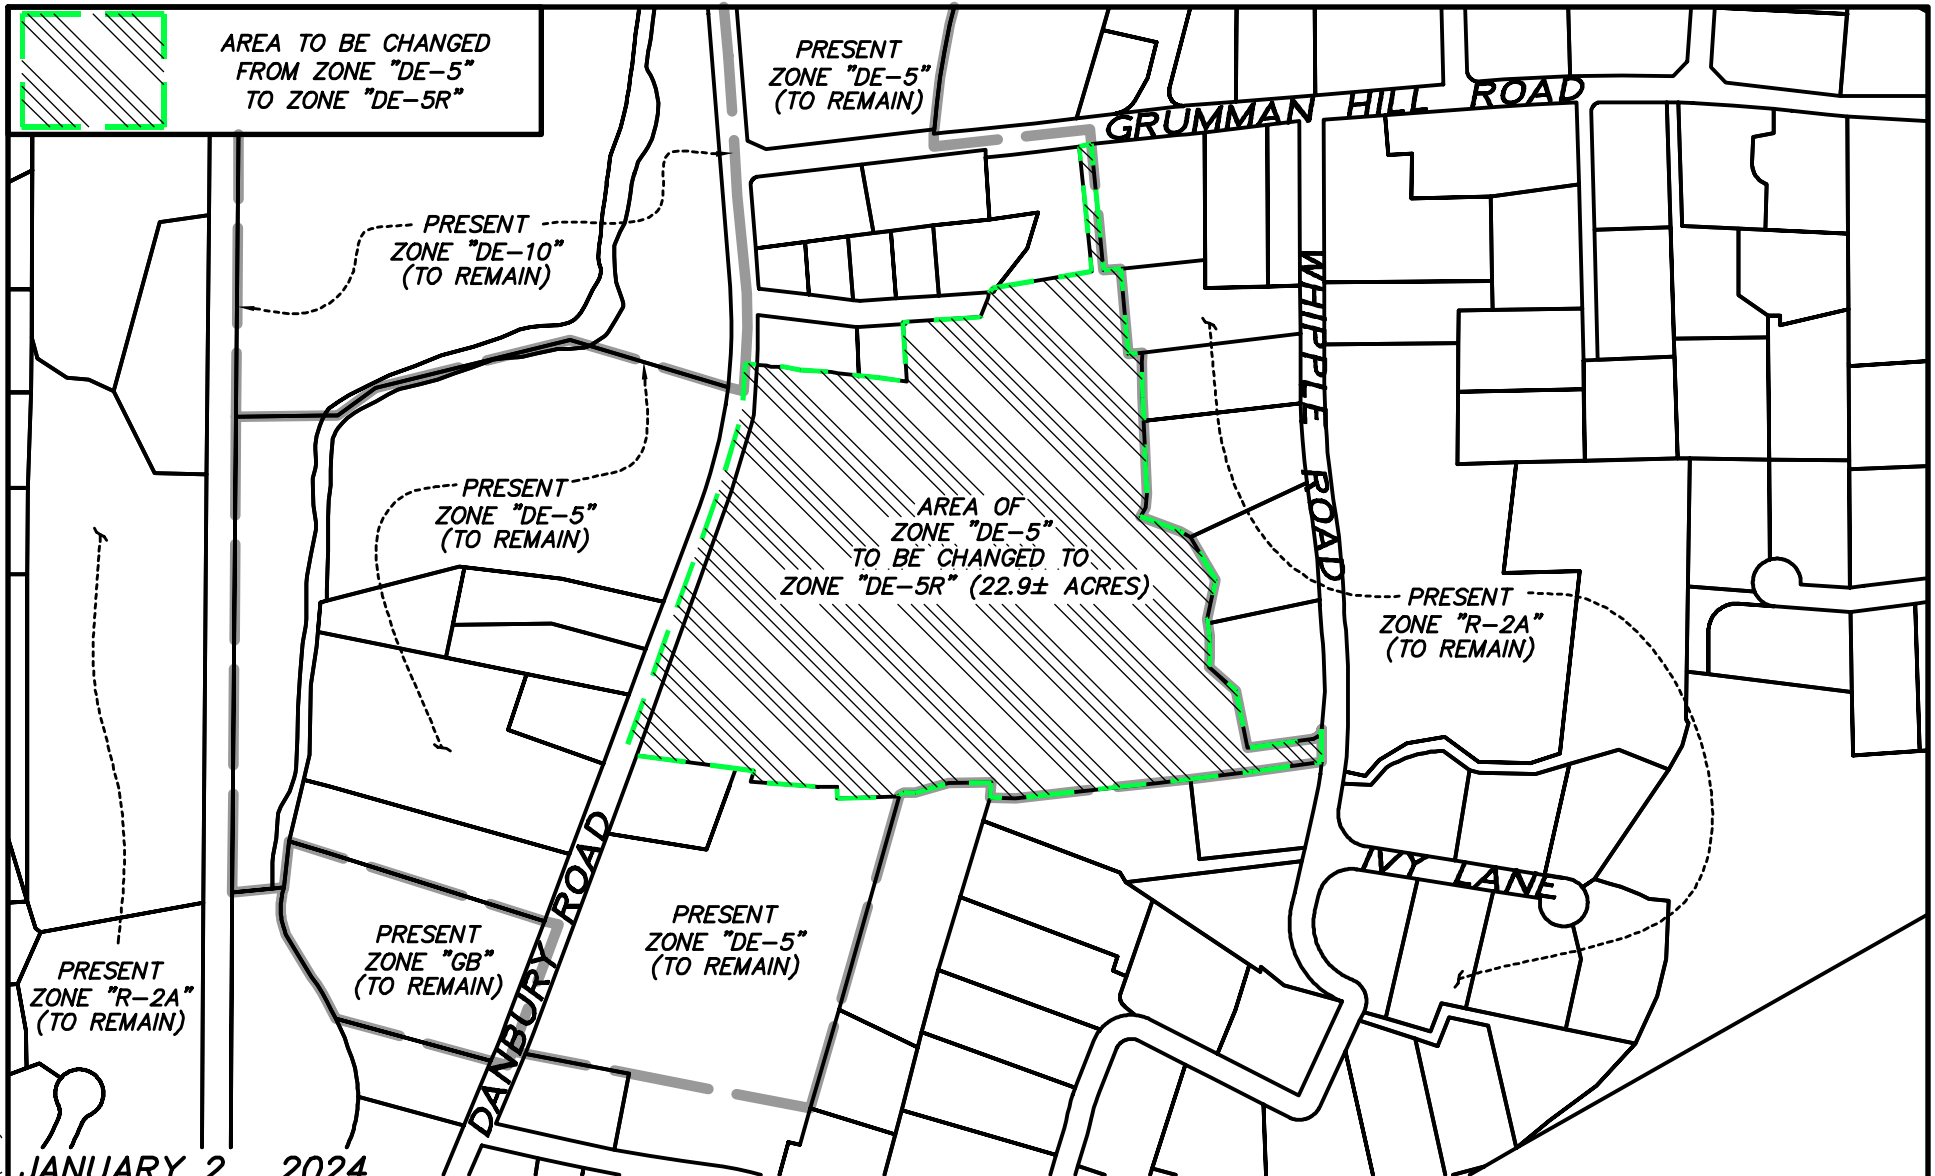 AREA TO BE CHANGED
FROM ZONE "DE-5"
TO ZONE "DE-5R"
PRESENT
ZONE "DE-5"
(TO REMAIN)
GRUMMAN HILL ROAD
PRESENT
ZONE "DE-10"
(TO REMAIN)
WHIPPLE ROAD
PRESENT
ZONE "DE-5"
(TO REMAIN)
AREA OF
ZONE "DE-5"
TO BE CHANGED TO
ZONE "DE-5R" (22.9± ACRES)
PRESENT
ZONE "R-2A"
(TO REMAIN)
DANBURY ROAD
IVY LANE
PRESENT
ZONE "GB"
(TO REMAIN)
PRESENT
ZONE "DE-5"
(TO REMAIN)
PRESENT
ZONE "R-2A"
(TO REMAIN)
JANUARY 2 2024